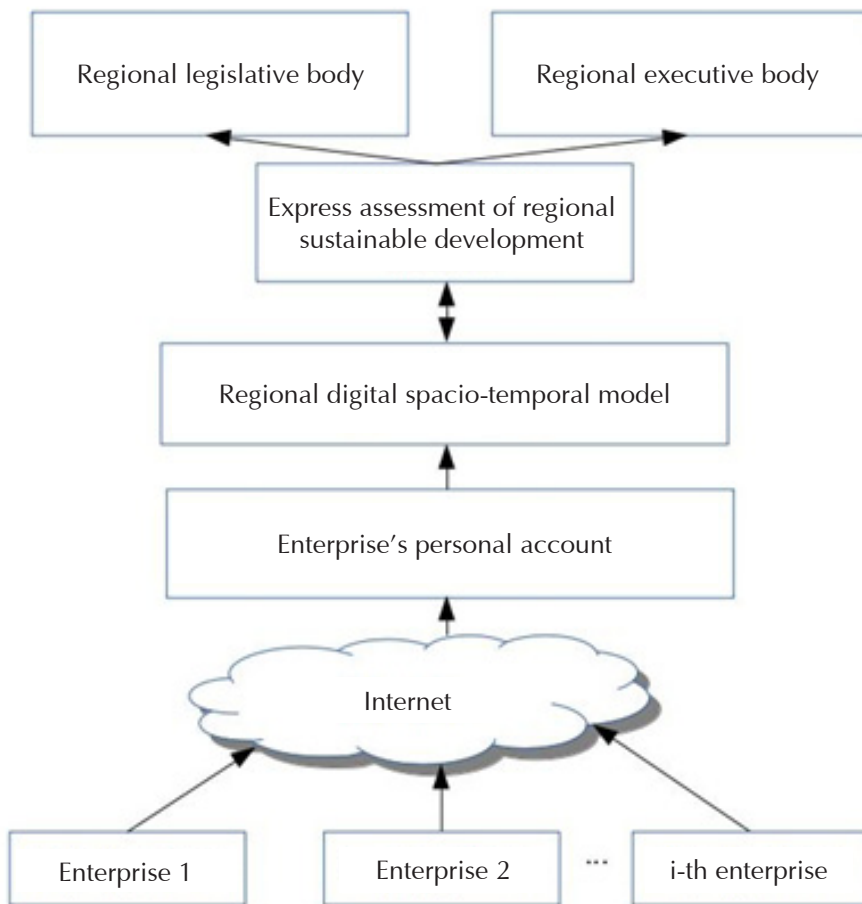 Regional legislative body
Regional executive body
Express assessment of regional
sustainable development
Regional digital spacio-temporal model
Enterprise’s personal account
Internet
Enterprise 1
Enterprise 2
...
i-th enterprise